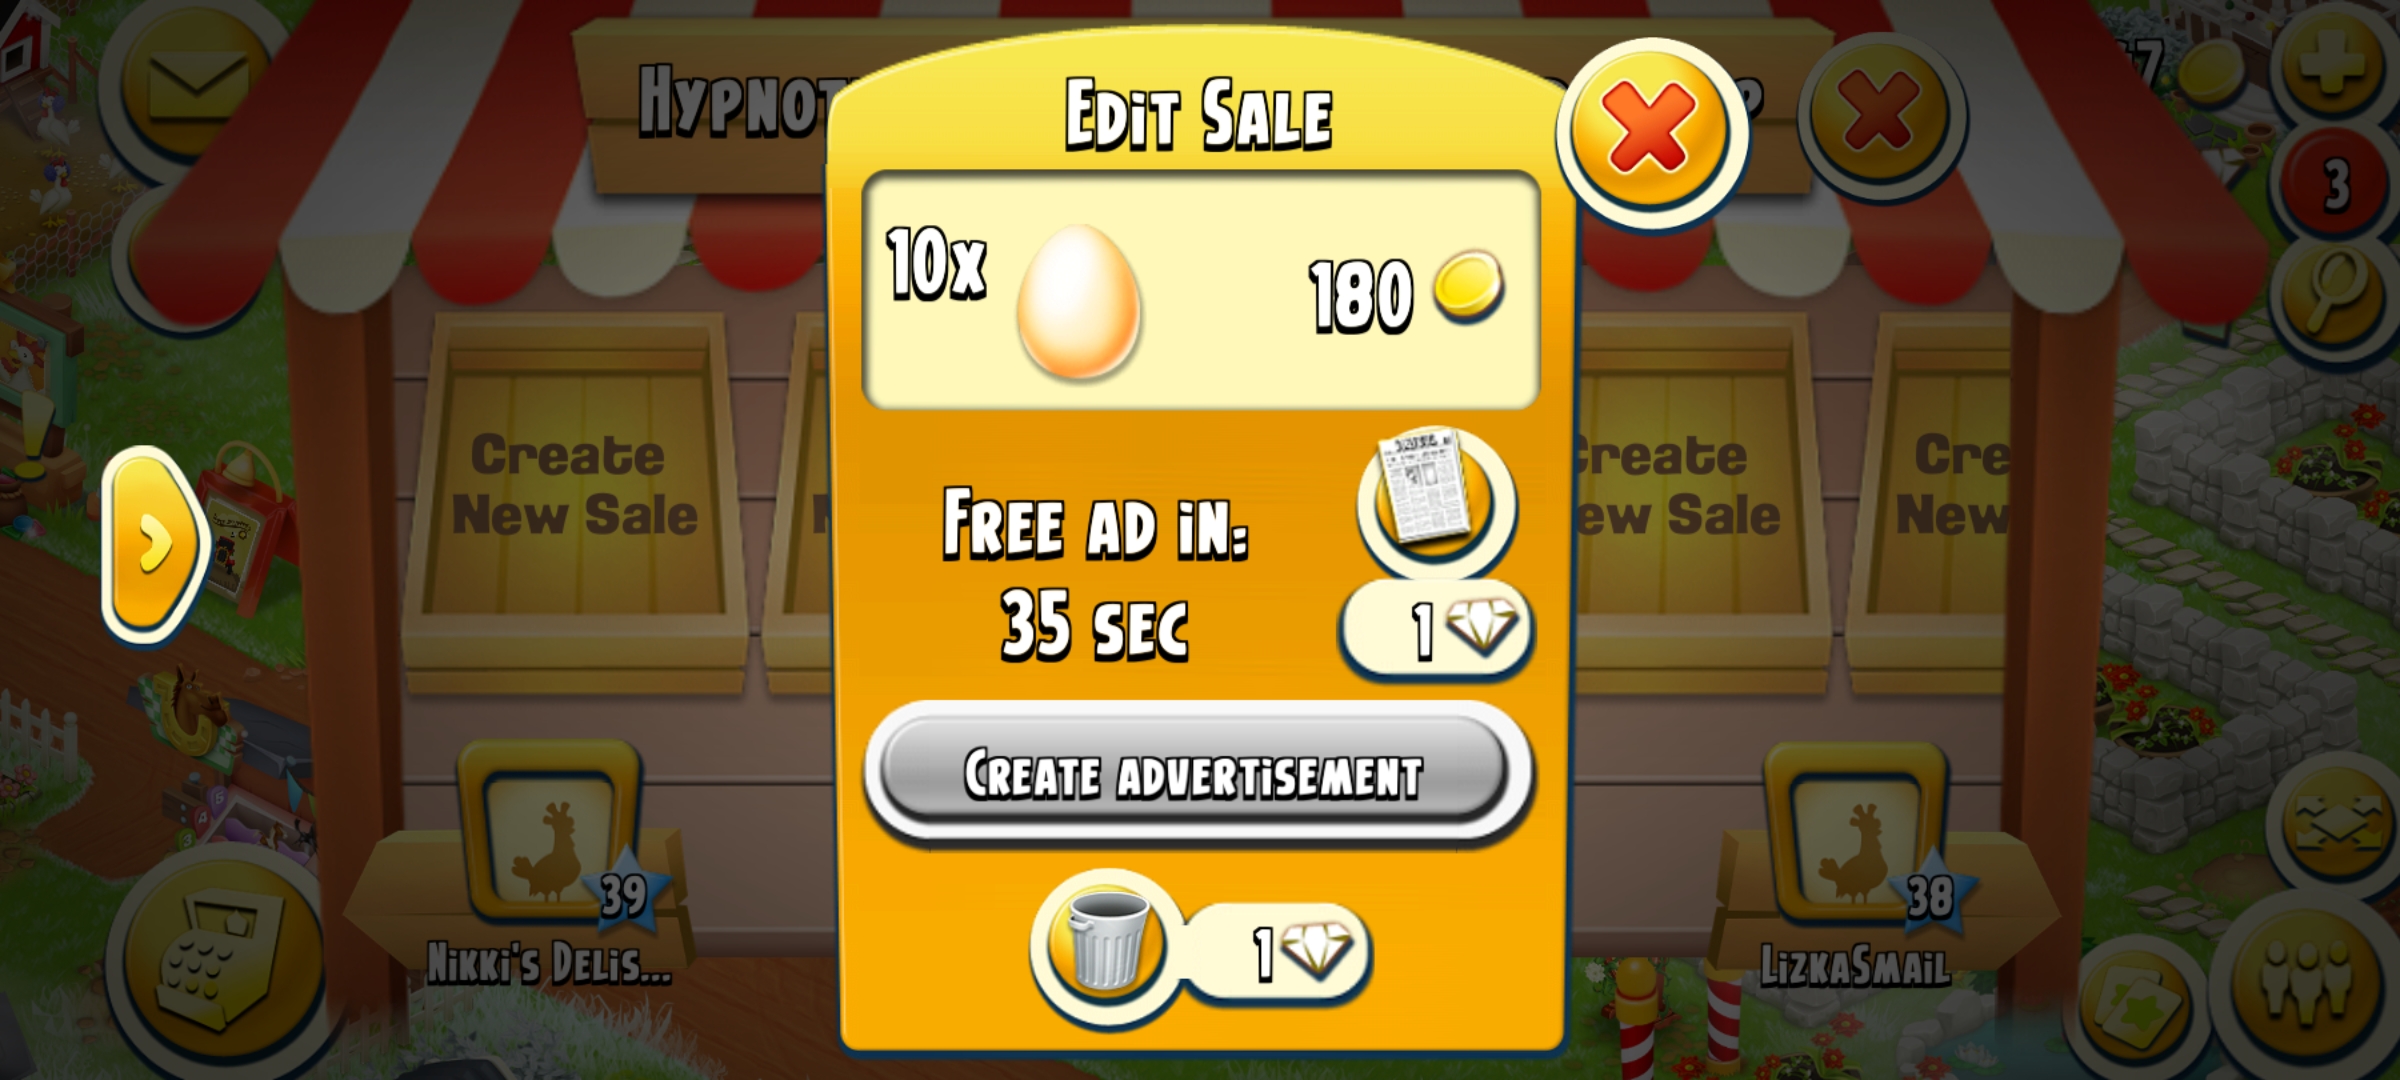 Edit Sale
10x
180
Free ad in:
35 sec
1
Create advertisement
1
Hypnot
Create
New Sale
Create
New Sale
3
39
Nikki's Delis...
38
LizkaSmail